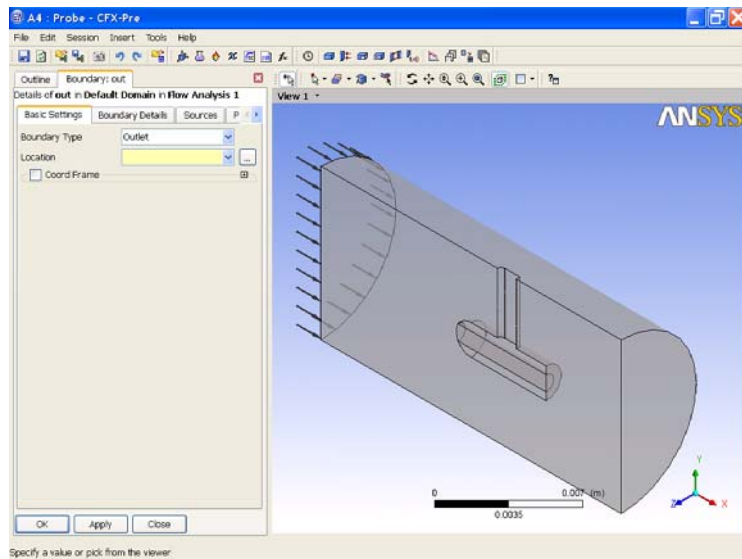 A4 : Probe - CFX-Pre
File Edit Session Insert Tools Help
Outline Boundary: out
Details of out in Default Domain in Flow Analysis 1
Basic Settings Boundary Details Sources P
Boundary Type Outlet
Location ...
Coord Frame
OK Apply Close
Specify a value or pick from the viewer
View 1
ANSYS
0 0.007 (m)
0.0035
Y
Z X